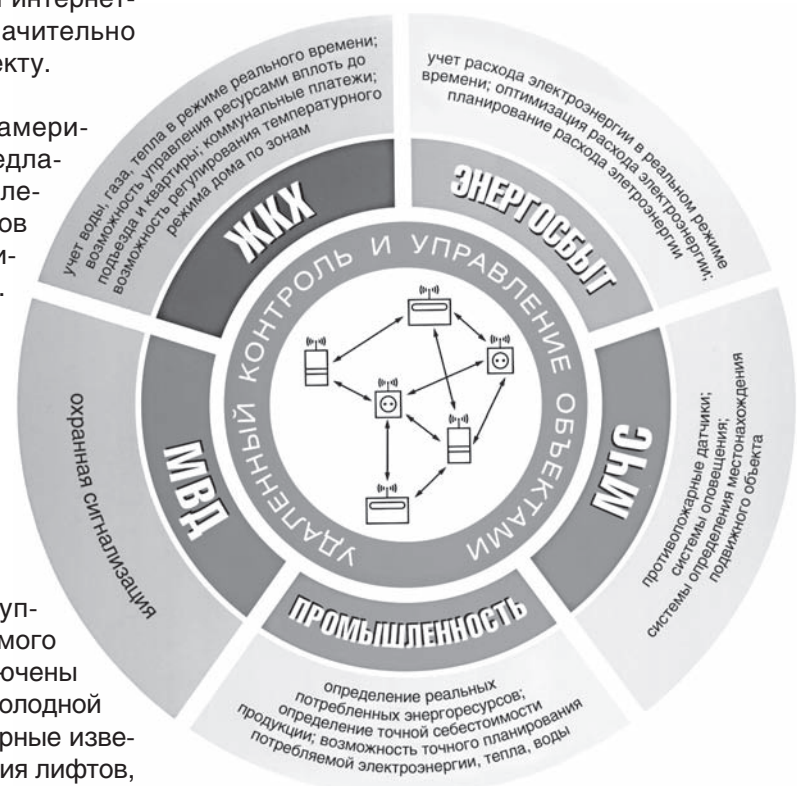 интернет-
ачительно
екту.
амери-
едла-
ле-
ов
и-
.
уп-
мого
ючены
олодной
рные изве-
ия лифтов,
учет воды, газа, тепла в режиме реального времени;
возможность управления ресурсами вплоть до
подъезда и квартиры; коммунальные платежи;
возможность регулирования температурного
режима дома по зонам
ЖКХ
учет расхода электроэнергии в реальном режиме
времени; оптимизация расхода электроэнергии;
планирование расхода элетроэнергии
ЭНЕРГОСБЫТ
УДАЛЕННЫЙ КОНТРОЛЬ И УПРАВЛЕНИЕ ОБЪЕКТАМИ
МЧС
противопожарные датчики;
системы оповещения;
системы определения местонахождения
подвижного объекта
МВД
охранная сигнализация
ПРОМЫШЛЕННОСТЬ
определение реальных
потребленных энергоресурсов;
определение точной себестоимости
продукции; возможность точного планирования
потребляемой электроэнергии, тепла, воды